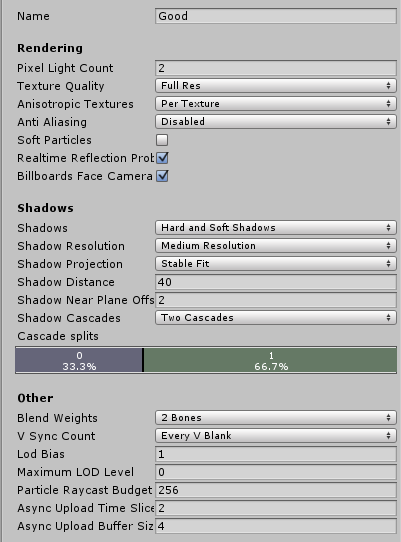 Name Good
Rendering
Pixel Light Count 2
Texture Quality Full Res
Anisotropic Textures Per Texture
Anti Aliasing Disabled
Soft Particles
Realtime Reflection Prob
Billboards Face Camera
Shadows
Shadows Hard and Soft Shadows
Shadow Resolution Medium Resolution
Shadow Projection Stable Fit
Shadow Distance 40
Shadow Near Plane Offs 2
Shadow Cascades Two Cascades
Cascade splits
0 1
33.3% 66.7%
Other
Blend Weights 2 Bones
V Sync Count Every V Blank
Lod Bias 1
Maximum LOD Level 0
Particle Raycast Budget 256
Async Upload Time Slice 2
Async Upload Buffer Siz 4